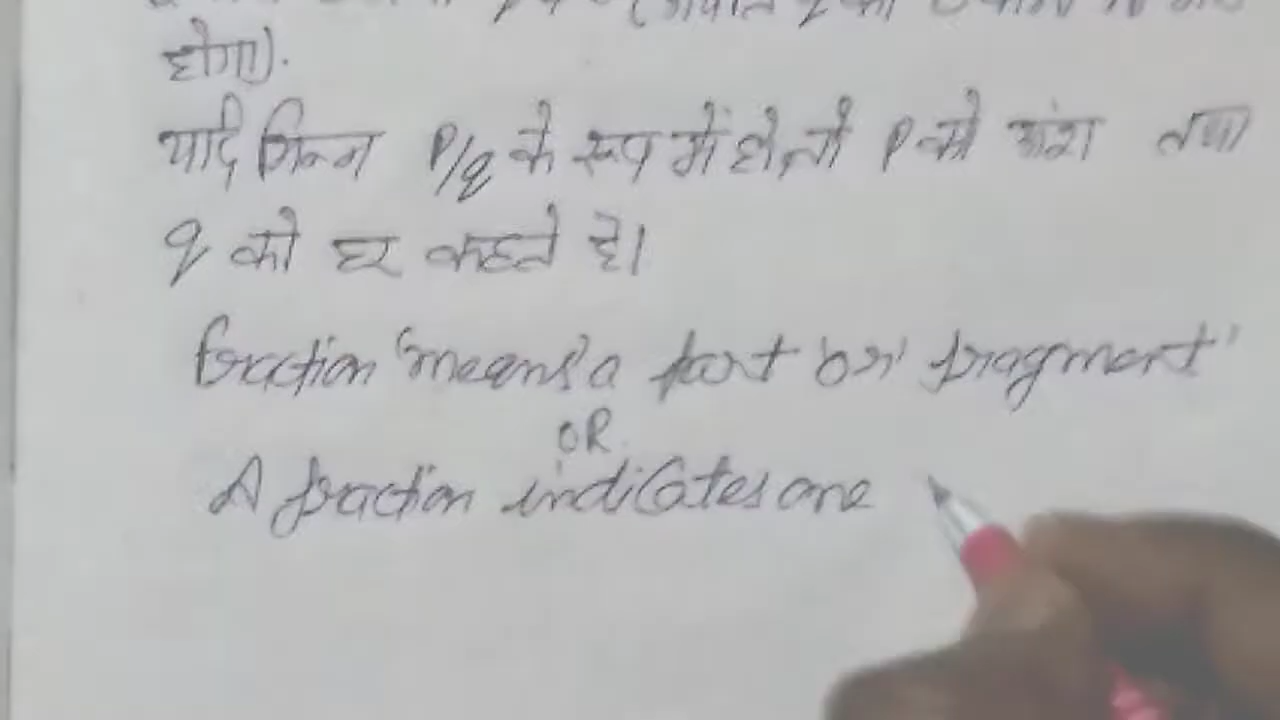 होगा).
यदि भिन्न P/q के रूप में हो तो P को अंश तथा
q को हर कहते है।
fraction 'means' a part 'or' fragment'
OR
A fraction indicates one